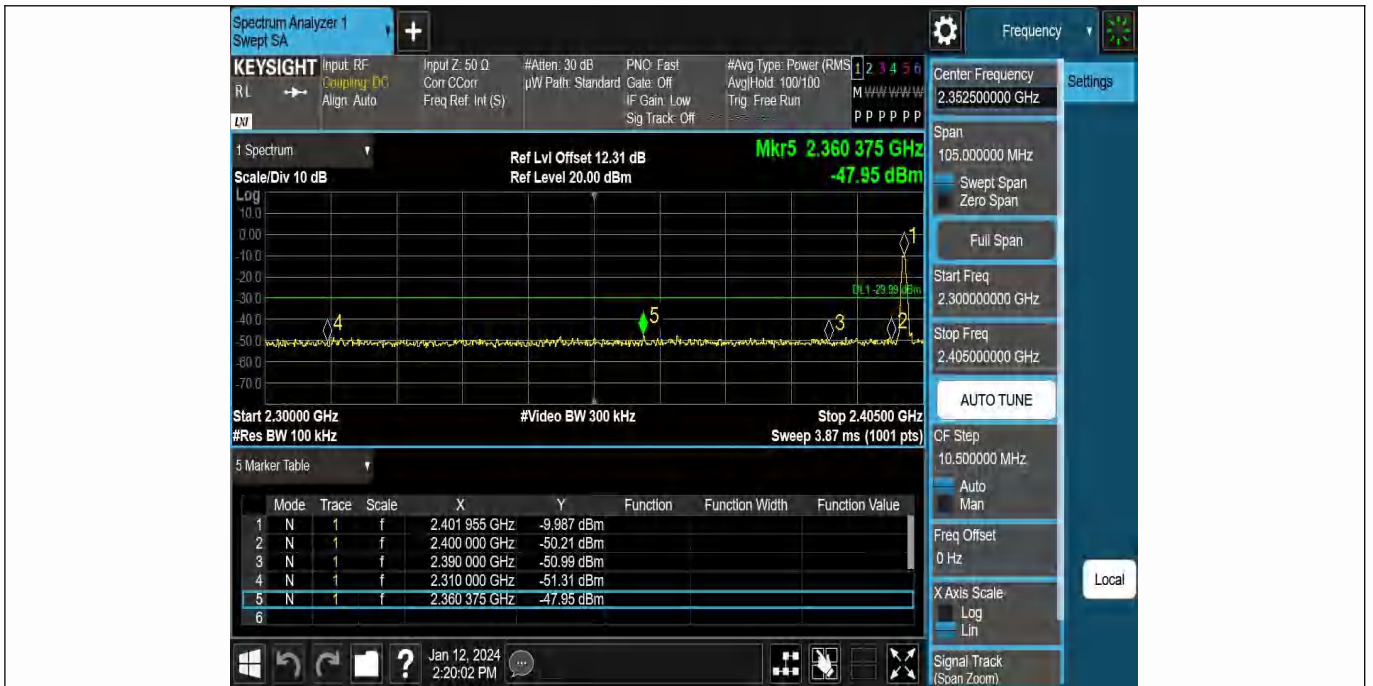 Spectrum Analyzer 1
Swept SA
+
Frequency
KEYSIGHT
RL
LXI
Input: RF
Coupling: DC
Align: Auto
Input Z: 50 Ω
Corr CCorr
Freq Ref: Int (S)
#Atten: 30 dB
µW Path: Standard
PNO: Fast
Gate: Off
IF Gain: Low
Sig Track: Off
#Avg Type: Power (RMS
Avg|Hold: 100/100
Trig: Free Run
1 2 3 4 5 6
M W W W W W
P P P P P P
1 Spectrum
Scale/Div 10 dB
Ref Lvl Offset 12.31 dB
Ref Level 20.00 dBm
Mkr5 2.360 375 GHz
-47.95 dBm
Log
10.0
0.00
-10.0
-20.0
-30.0
-40.0
-50.0
-60.0
-70.0
1
DL1 -29.99 dBm
4
5
3
2
Start 2.30000 GHz
#Video BW 300 kHz
Stop 2.40500 GHz
#Res BW 100 kHz
Sweep 3.87 ms (1001 pts)
5 Marker Table
Mode Trace Scale X Y Function Function Width Function Value
1 N 1 f 2.401 955 GHz -9.987 dBm
2 N 1 f 2.400 000 GHz -50.21 dBm
3 N 1 f 2.390 000 GHz -50.99 dBm
4 N 1 f 2.310 000 GHz -51.31 dBm
5 N 1 f 2.360 375 GHz -47.95 dBm
6
Jan 12, 2024
2:20:02 PM
Center Frequency
2.352500000 GHz
Settings
Span
105.000000 MHz
Swept Span
Zero Span
Full Span
Start Freq
2.300000000 GHz
Stop Freq
2.405000000 GHz
AUTO TUNE
CF Step
10.500000 MHz
Auto
Man
Freq Offset
0 Hz
X Axis Scale
Log
Lin
Local
Signal Track
(Span Zoom)